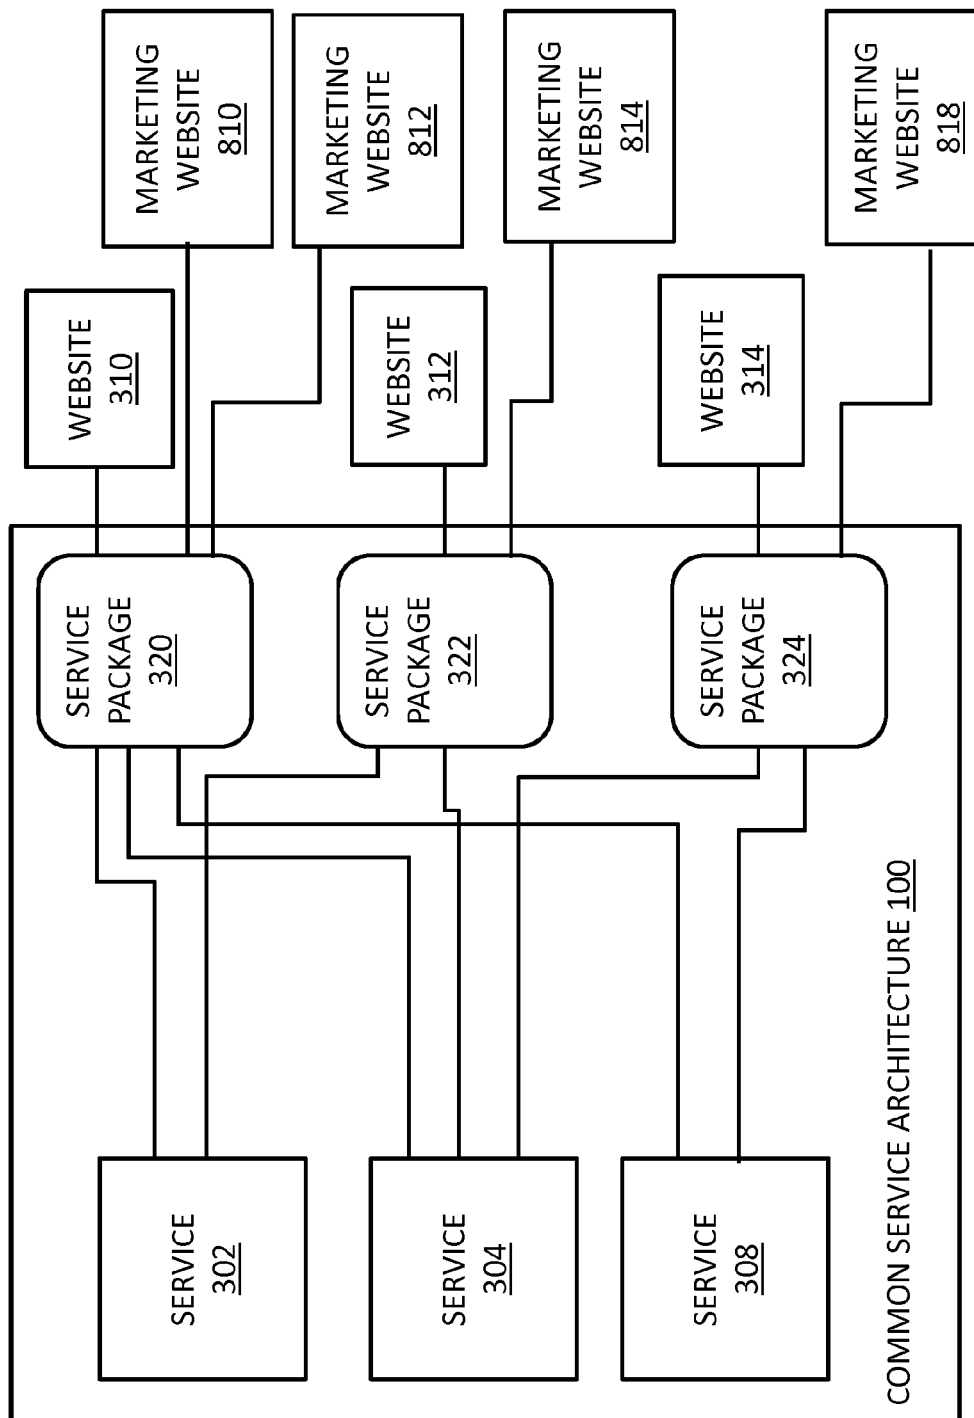 SERVICE
302
SERVICE
304
SERVICE
308
SERVICE
PACKAGE
320
SERVICE
PACKAGE
322
SERVICE
PACKAGE
324
WEBSITE
310
WEBSITE
312
WEBSITE
314
MARKETING
WEBSITE
810
MARKETING
WEBSITE
812
MARKETING
WEBSITE
814
MARKETING
WEBSITE
818
COMMON SERVICE ARCHITECTURE 100